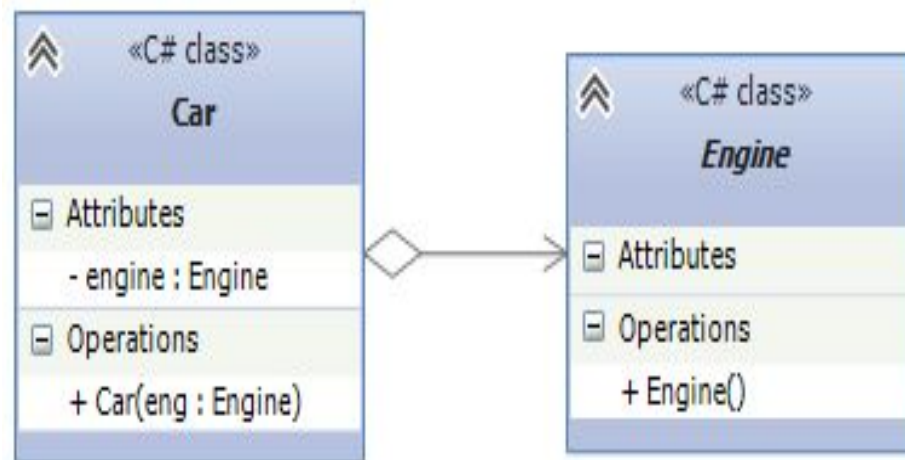 «C# class»
Car
Attributes
- engine : Engine
Operations
+ Car(eng : Engine)
«C# class»
Engine
Attributes
Operations
+ Engine()